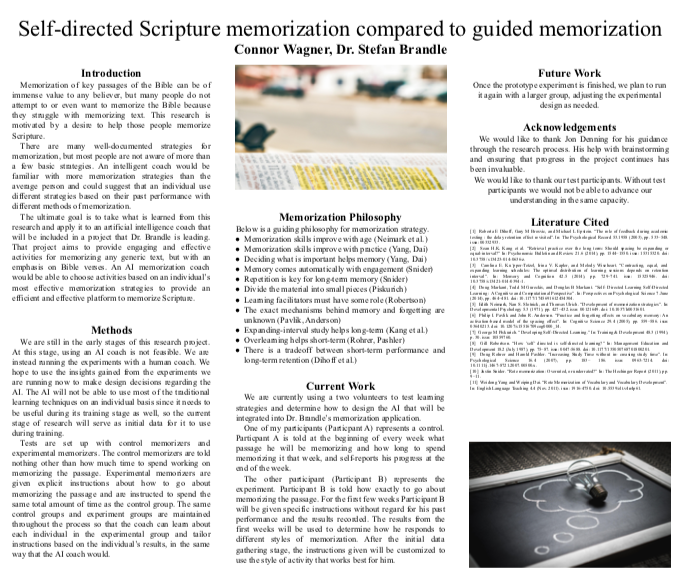 Self-directed Scripture memorization compared to guided memorization
Connor Wagner, Dr. Stefan Brandle
Introduction
Memorization of key passages of the Bible can be of
immense value to any believer, but many people do not
attempt to or even want to memorize the Bible because
they struggle with memorizing text. This research is
motivated by a desire to help those people memorize
Scripture.
There are many well-documented strategies for
memorization, but most people are not aware of more than
a few basic strategies. An intelligent coach would be
familiar with more memorization strategies than the
average person and could suggest that an individual use
different strategies based on their past performance with
different methods of memorization.
The ultimate goal is to take what is learned from this
research and apply it to an artificial intelligence coach that
will be included in a project that Dr. Brandle is leading.
That project aims to provide engaging and effective
activities for memorizing any generic text, but with an
emphasis on Bible verses. An AI memorization coach
would be able to choose activities based on an individual's
most effective memorization strategies to provide an
efficient and effective platform to memorize Scripture.
Methods
We are still in the early stages of this research project.
At this stage, using an AI coach is not feasible. We are
instead running the experiments with a human coach. We
hope to use the insights gained from the experiments we
are running now to make design decisions regarding the
AI. The AI will not be able to use most of the traditional
learning techniques on an individual basis since it needs to
be useful during its training stage as well, so the current
stage of research will serve as initial data for it to use
during training.
Tests are set up with control memorizers and
experimental memorizers. The control memorizers are told
nothing other than how much time to spend working on
memorizing the passage. Experimental memorizers are
given explicit instructions about how to go about
memorizing the passage and are instructed to spend the
same total amount of time as the control group. The same
control groups and experiment groups are maintained
throughout the process so that the coach can learn about
each individual in the experimental group and tailor
instructions based on the individual's results, in the same
way that the AI coach would.
Memorization Philosophy
Below is a guiding philosophy for memorization strategy.
● Memorization skills improve with age (Neimark et al.)
● Memorization skills improve with practice (Yang, Dai)
● Deciding what is important helps memory (Yang, Dai)
● Memory comes automatically with engagement (Snider)
● Repetition is key for long-term memory (Snider)
● Divide the material into small pieces (Piskurich)
● Learning facilitators must have some role (Robertson)
● The exact mechanisms behind memory and forgetting are
unknown (Pavlik, Anderson)
● Expanding-interval study helps long-term (Kang et al.)
● Overlearning helps short-term (Rohrer, Pashler)
● There is a tradeoff between short-term performance and
long-term retention (Dihoff et al.)
Current Work
We are currently using a two volunteers to test learning
strategies and determine how to design the AI that will be
integrated into Dr. Brandle's memorization application.
One of my participants (Participant A) represents a control.
Participant A is told at the beginning of every week what
passage he will be memorizing and how long to spend
memorizing it that week, and self-reports his progress at the
end of the week.
The other participant (Participant B) represents the
experiment. Participant B is told how exactly to go about
memorizing the passage. For the first few weeks Participant B
will be given specific instructions without regard for his past
performance and the results recorded. The results from the
first weeks will be used to determine how he responds to
different styles of memorization. After the initial data
gathering stage, the instructions given will be customized to
use the style of activity that works best for him.
Future Work
Once the prototype experiment is finished, we plan to run
it again with a larger group, adjusting the experimental
design as needed.
Acknowledgements
We would like to thank Jon Denning for his guidance
through the research process. His help with brainstorming
and ensuring that progress in the project continues has
been invaluable.
We would like to thank our test participants. Without test
participants we would not be able to advance our
understanding in the same capacity.
Literature Cited